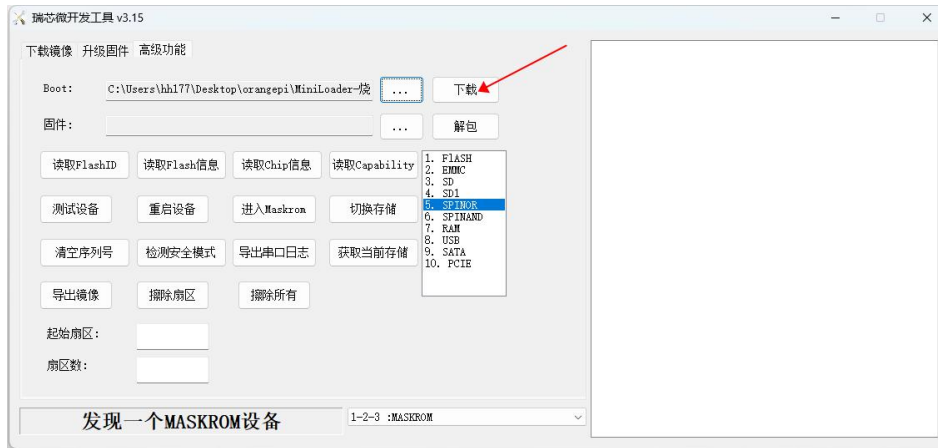 瑞芯微开发工具 v3.15
下载镜像 升级固件 高级功能
Boot: C:\Users\hh177\Desktop\orangepi\MiniLoader-烧 ... 下载
固件: ... 解包
读取FlashID 读取Flash信息 读取Chip信息 读取Capability
测试设备 重启设备 进入Maskrom 切换存储
清空序列号 检测安全模式 导出串口日志 获取当前存储
导出镜像 擦除扇区 擦除所有
1. FlASH
2. EMMC
3. SD
4. SD1
5. SPINOR
6. SPINAND
7. RAM
8. USB
9. SATA
10. PCIE
起始扇区:
扇区数:
发现一个MASKROM设备 1-2-3 :MASKROM